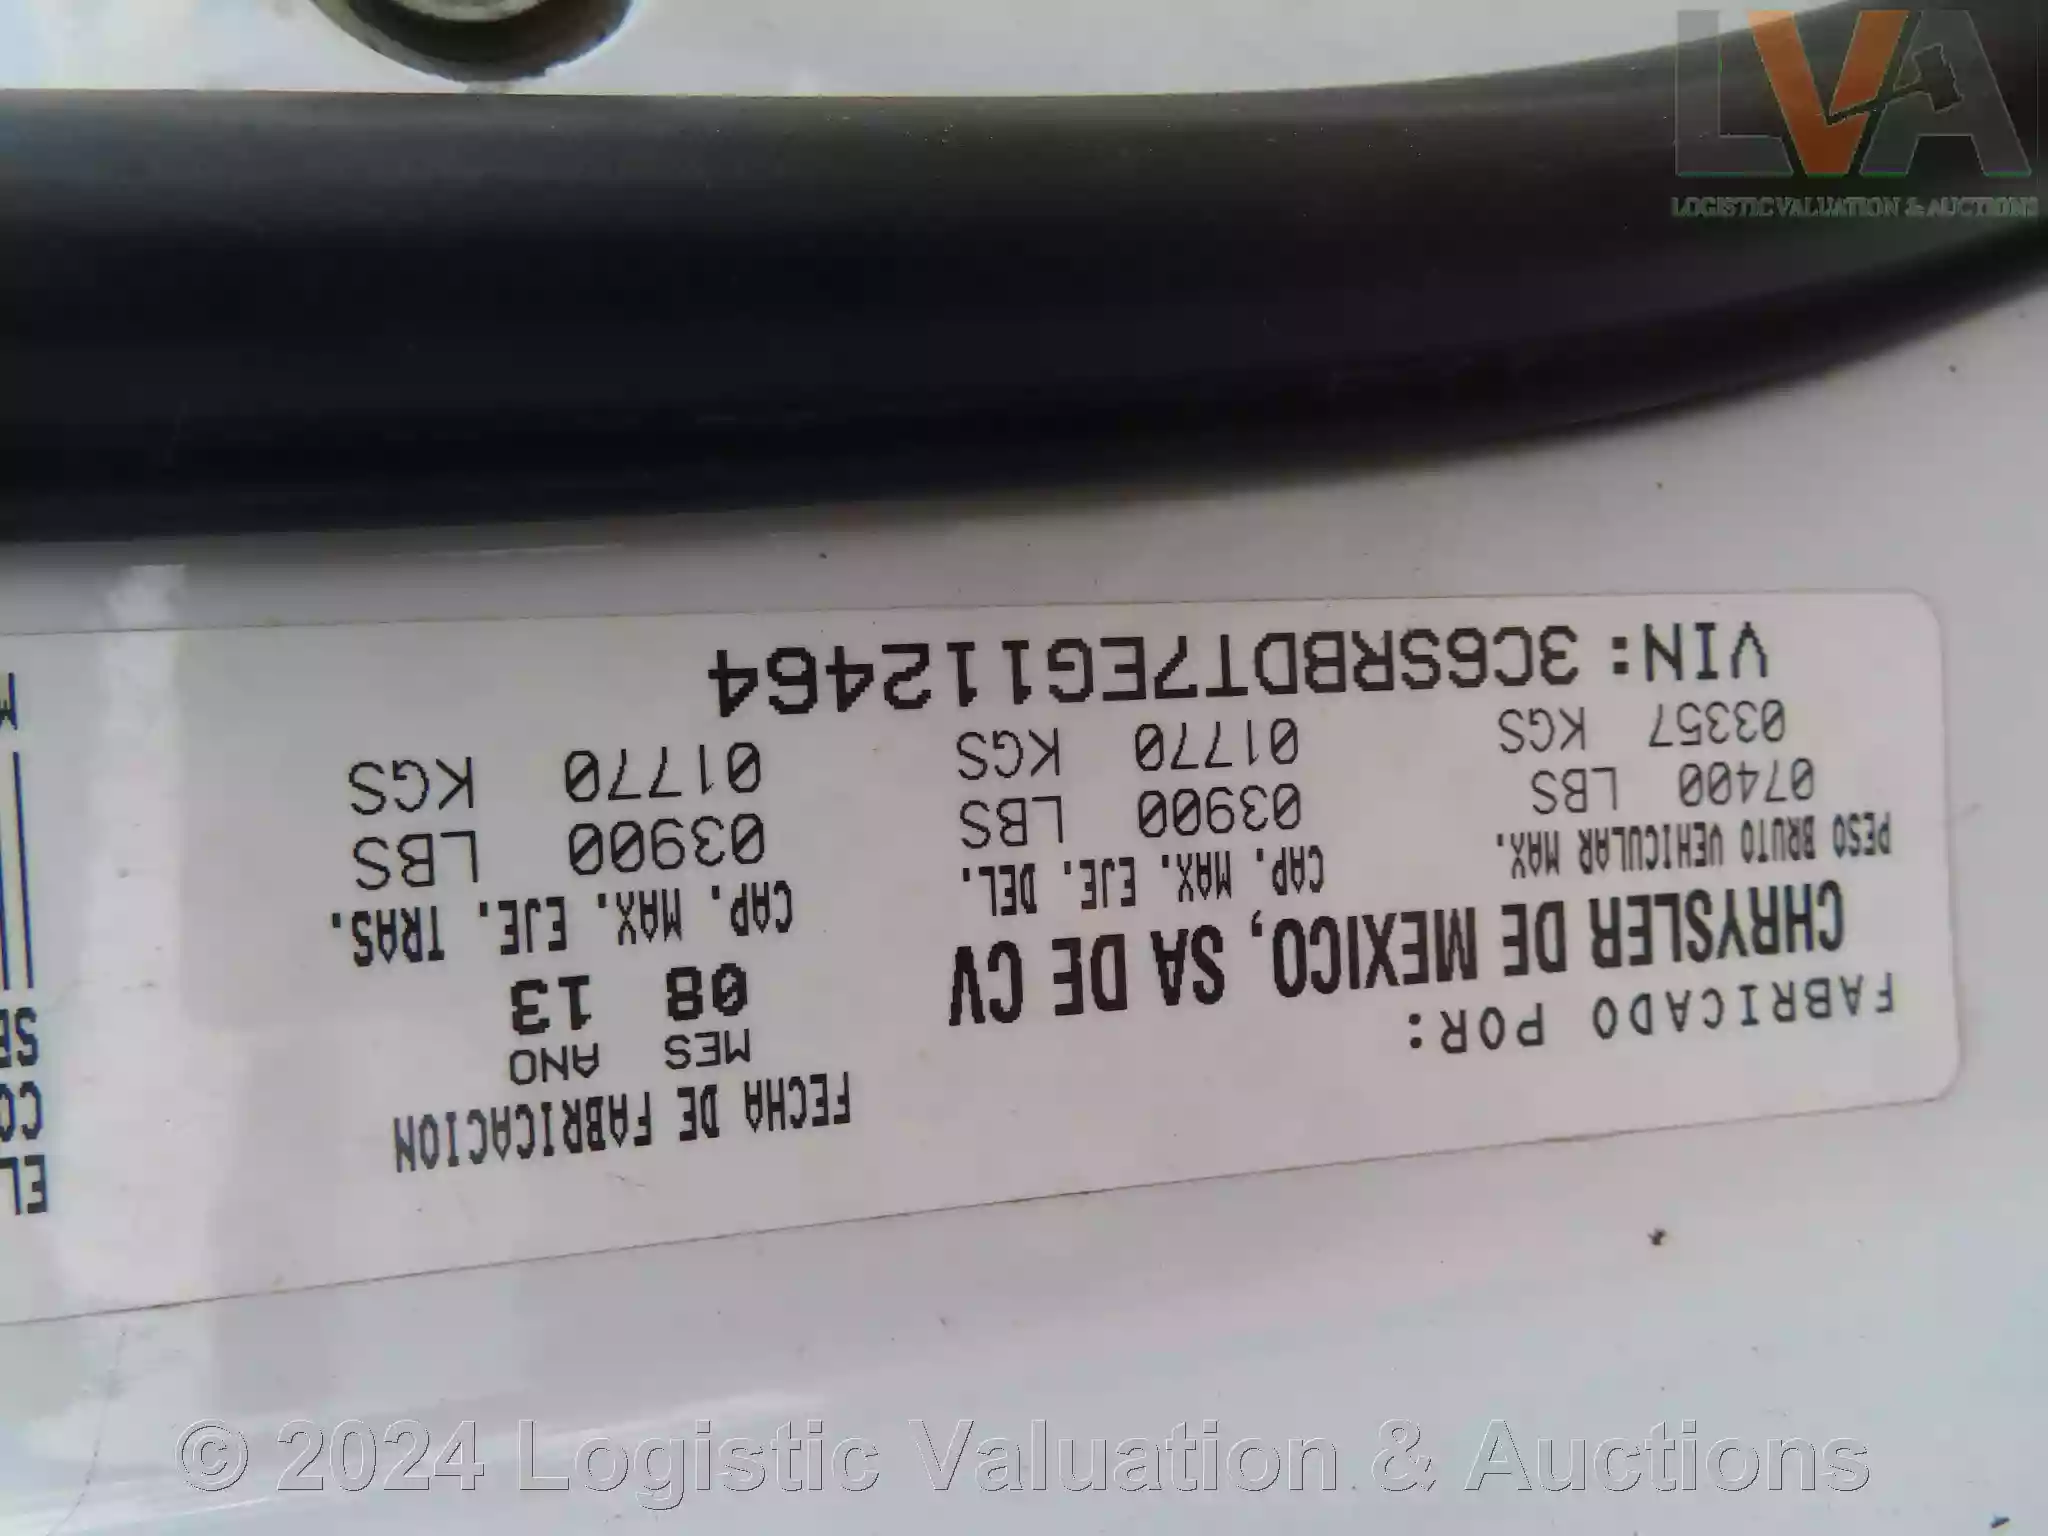 LVA
LOGISTIC VALUATION & AUCTIONS
FECHA DE FABRICACION
MES ANO
08 13
FABRICADO POR:
CHRYSLER DE MEXICO, SA DE CV
PESO BRUTO VEHICULAR MAX. CAP. MAX. EJE. DEL. CAP. MAX. EJE. TRAS.
07400 LBS 03900 LBS 03900 LBS
03357 KGS 01770 KGS 01770 KGS
VIN: 3C6SRBDT7EG112464
EL
CO
© 2024 Logistic Valuation & Auctions